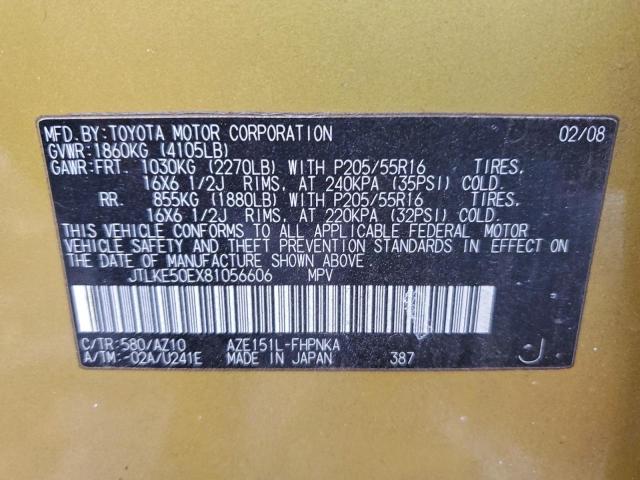 MFD.BY:TOYOTA MOTOR CORPORATION 02/08
GVWR:1860KG (4105LB)
GAWR:FRT. 1030KG (2270LB) WITH P205/55R16 TIRES,
16X6 1/2J RIMS, AT 240KPA (35PSI) COLD.
RR. 855KG (1880LB) WITH P205/55R16 TIRES,
16X6 1/2J RIMS, AT 220KPA (32PSI) COLD.
THIS VEHICLE CONFORMS TO ALL APPLICABLE FEDERAL MOTOR
VEHICLE SAFETY AND THEFT PREVENTION STANDARDS IN EFFECT ON
THE DATE OF MANUFACTURE SHOWN ABOVE.
JTLKE50EX81056606 MPV
C/TR:580/AZ10 AZE151L-FHPNKA
A/TM:-02A/U241E MADE IN JAPAN 387 J